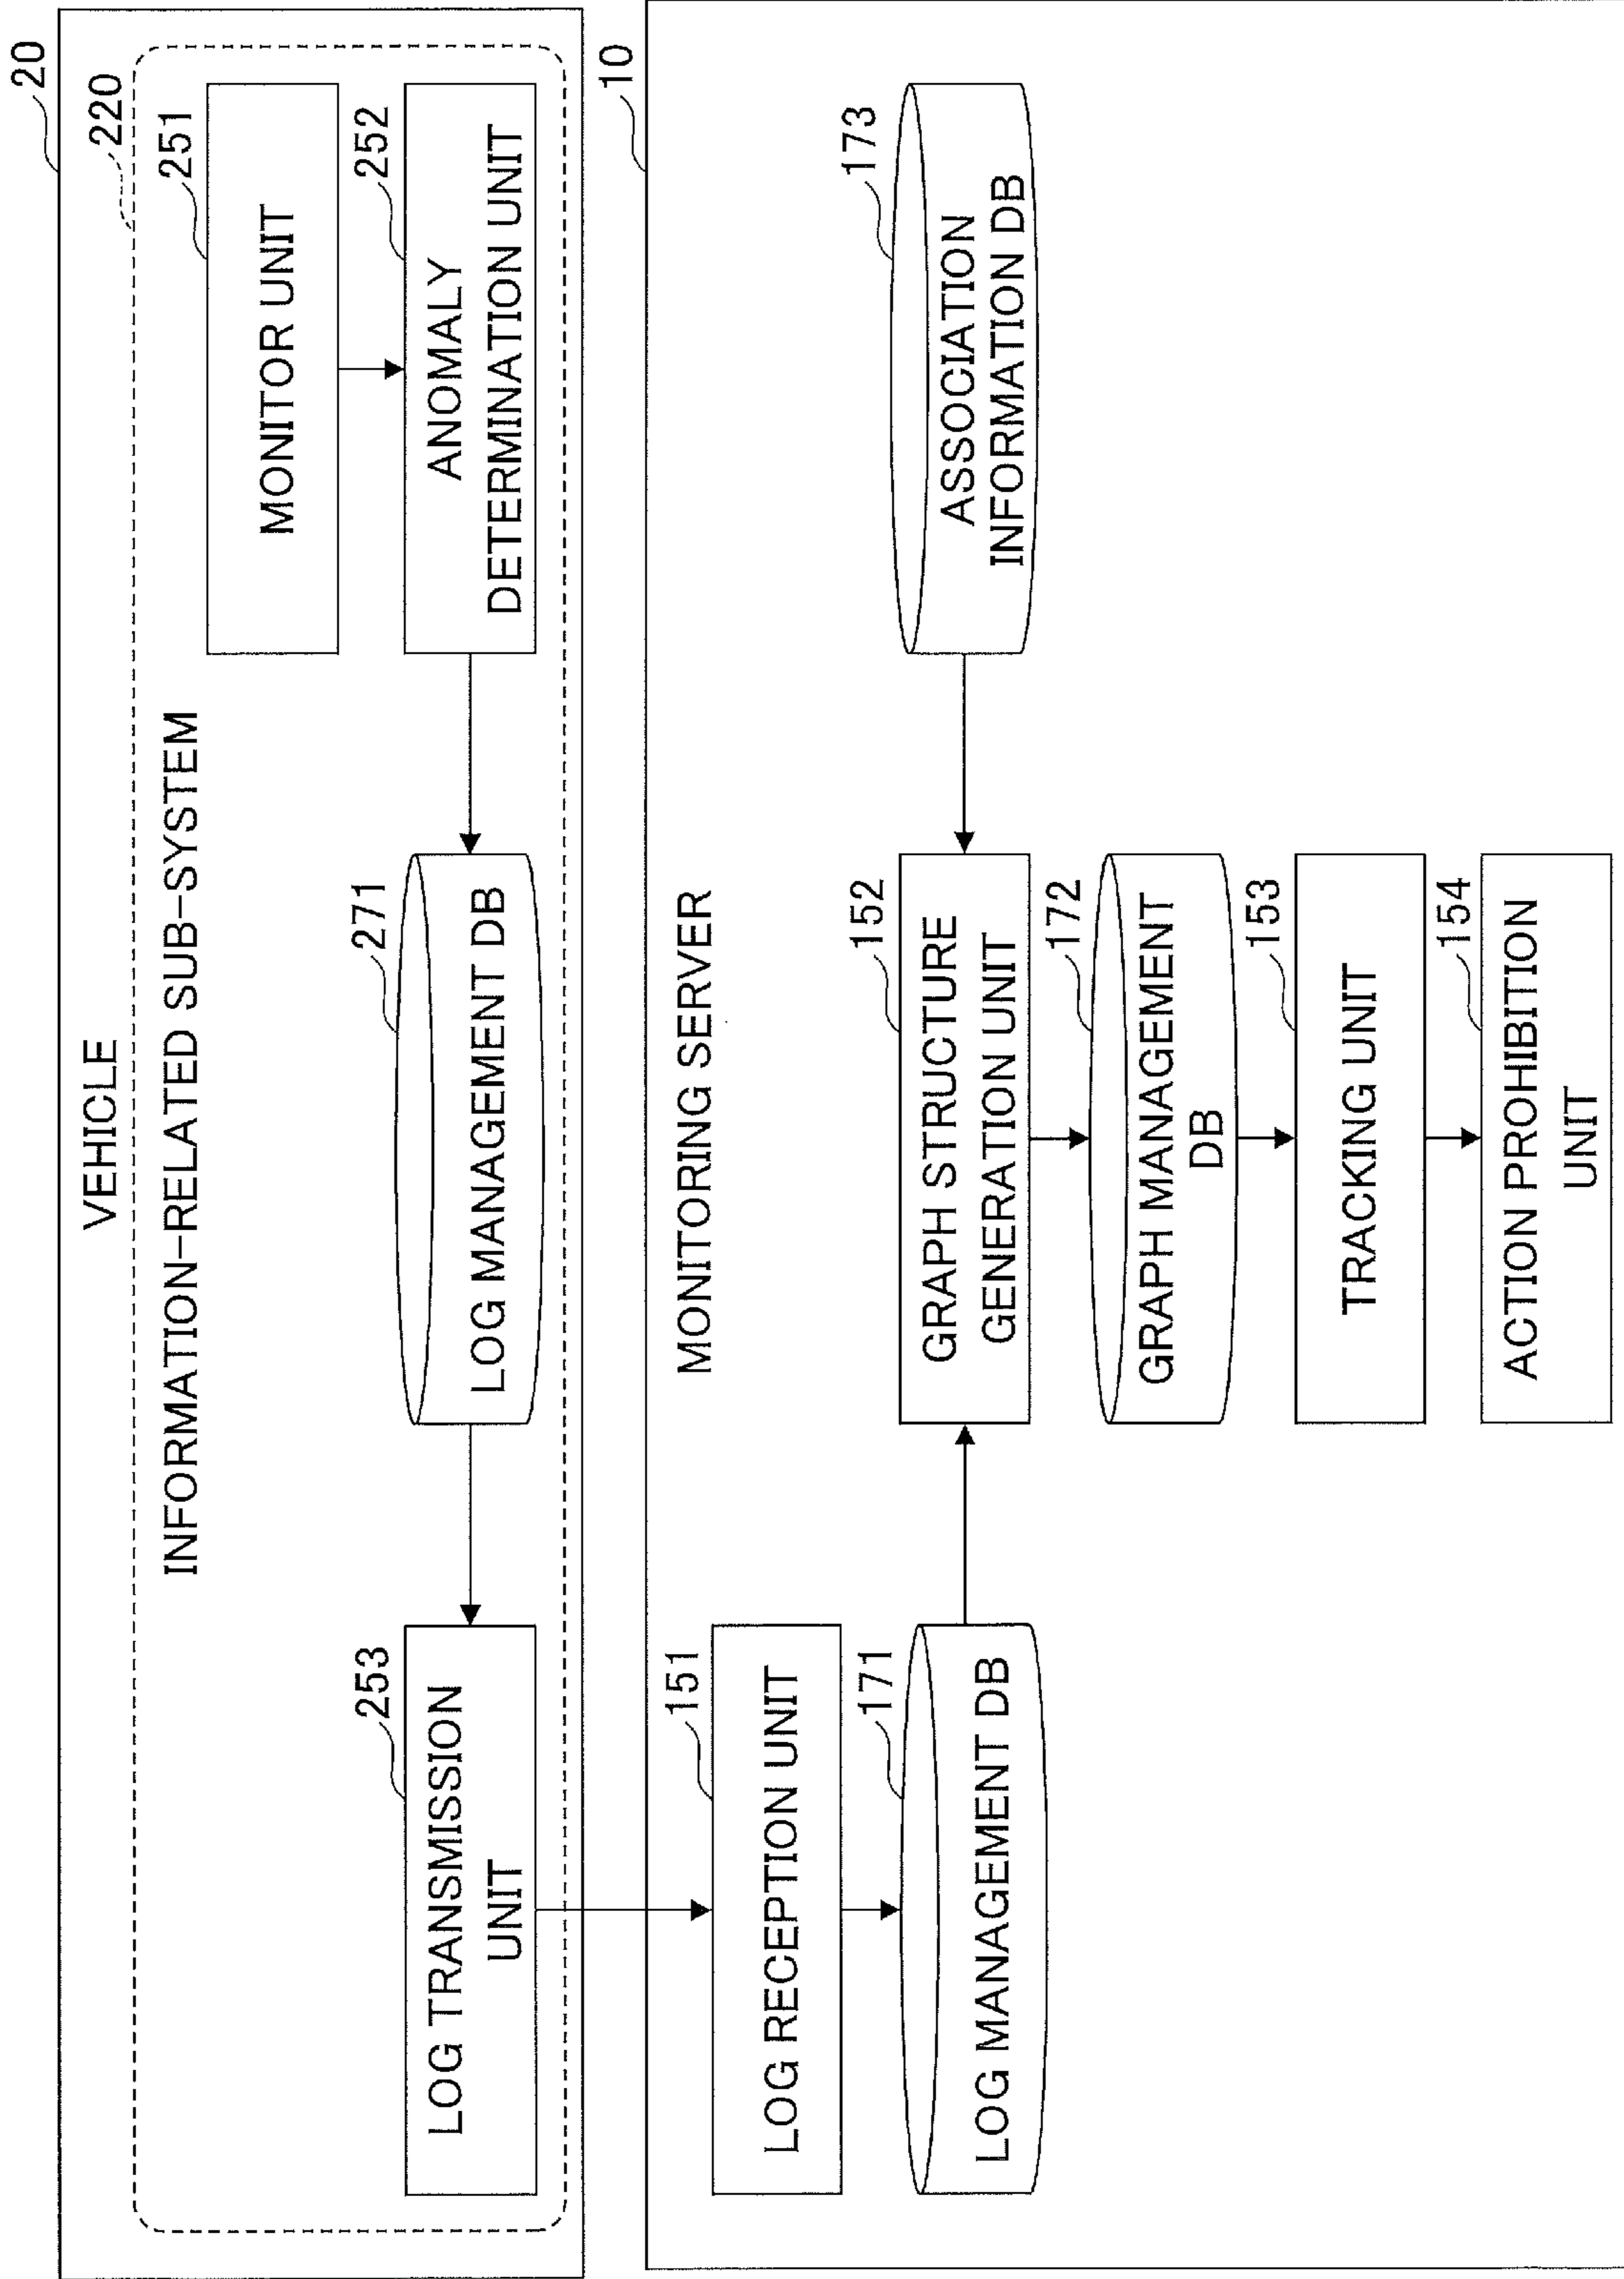 20
VEHICLE
220
INFORMATION-RELATED SUB-SYSTEM
251
MONITOR UNIT
253
LOG TRANSMISSION
UNIT
271
LOG MANAGEMENT DB
252
ANOMALY
DETERMINATION UNIT
10
MONITORING SERVER
151
LOG RECEPTION UNIT
171
LOG MANAGEMENT DB
152
GRAPH STRUCTURE
GENERATION UNIT
173
ASSOCIATION
INFORMATION DB
172
GRAPH MANAGEMENT
DB
153
TRACKING UNIT
154
ACTION PROHIBITION
UNIT